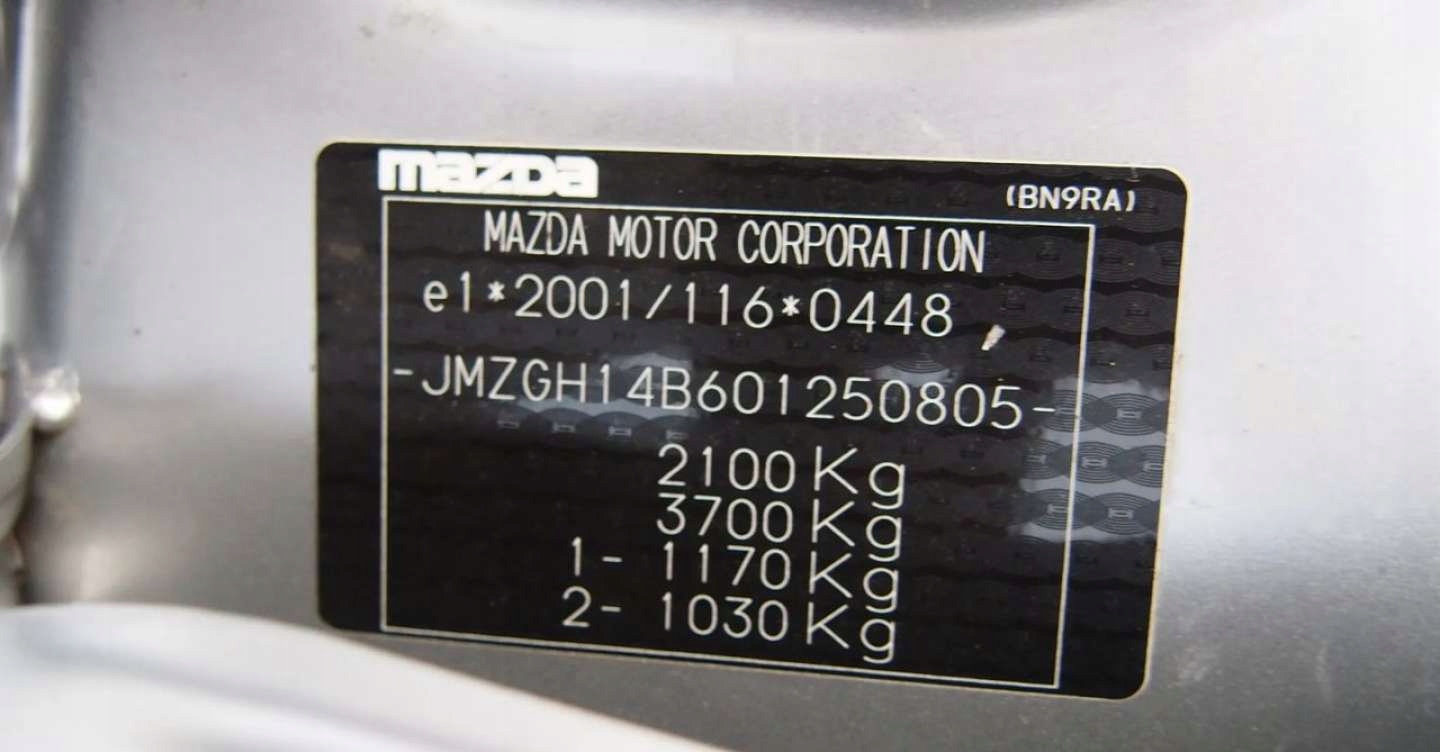 mazda
(BN9RA)
MAZDA MOTOR CORPORATION
e1*2001/116*0448
-JMZGH14B601250805-
2100Kg
3700Kg
1- 1170Kg
2- 1030Kg